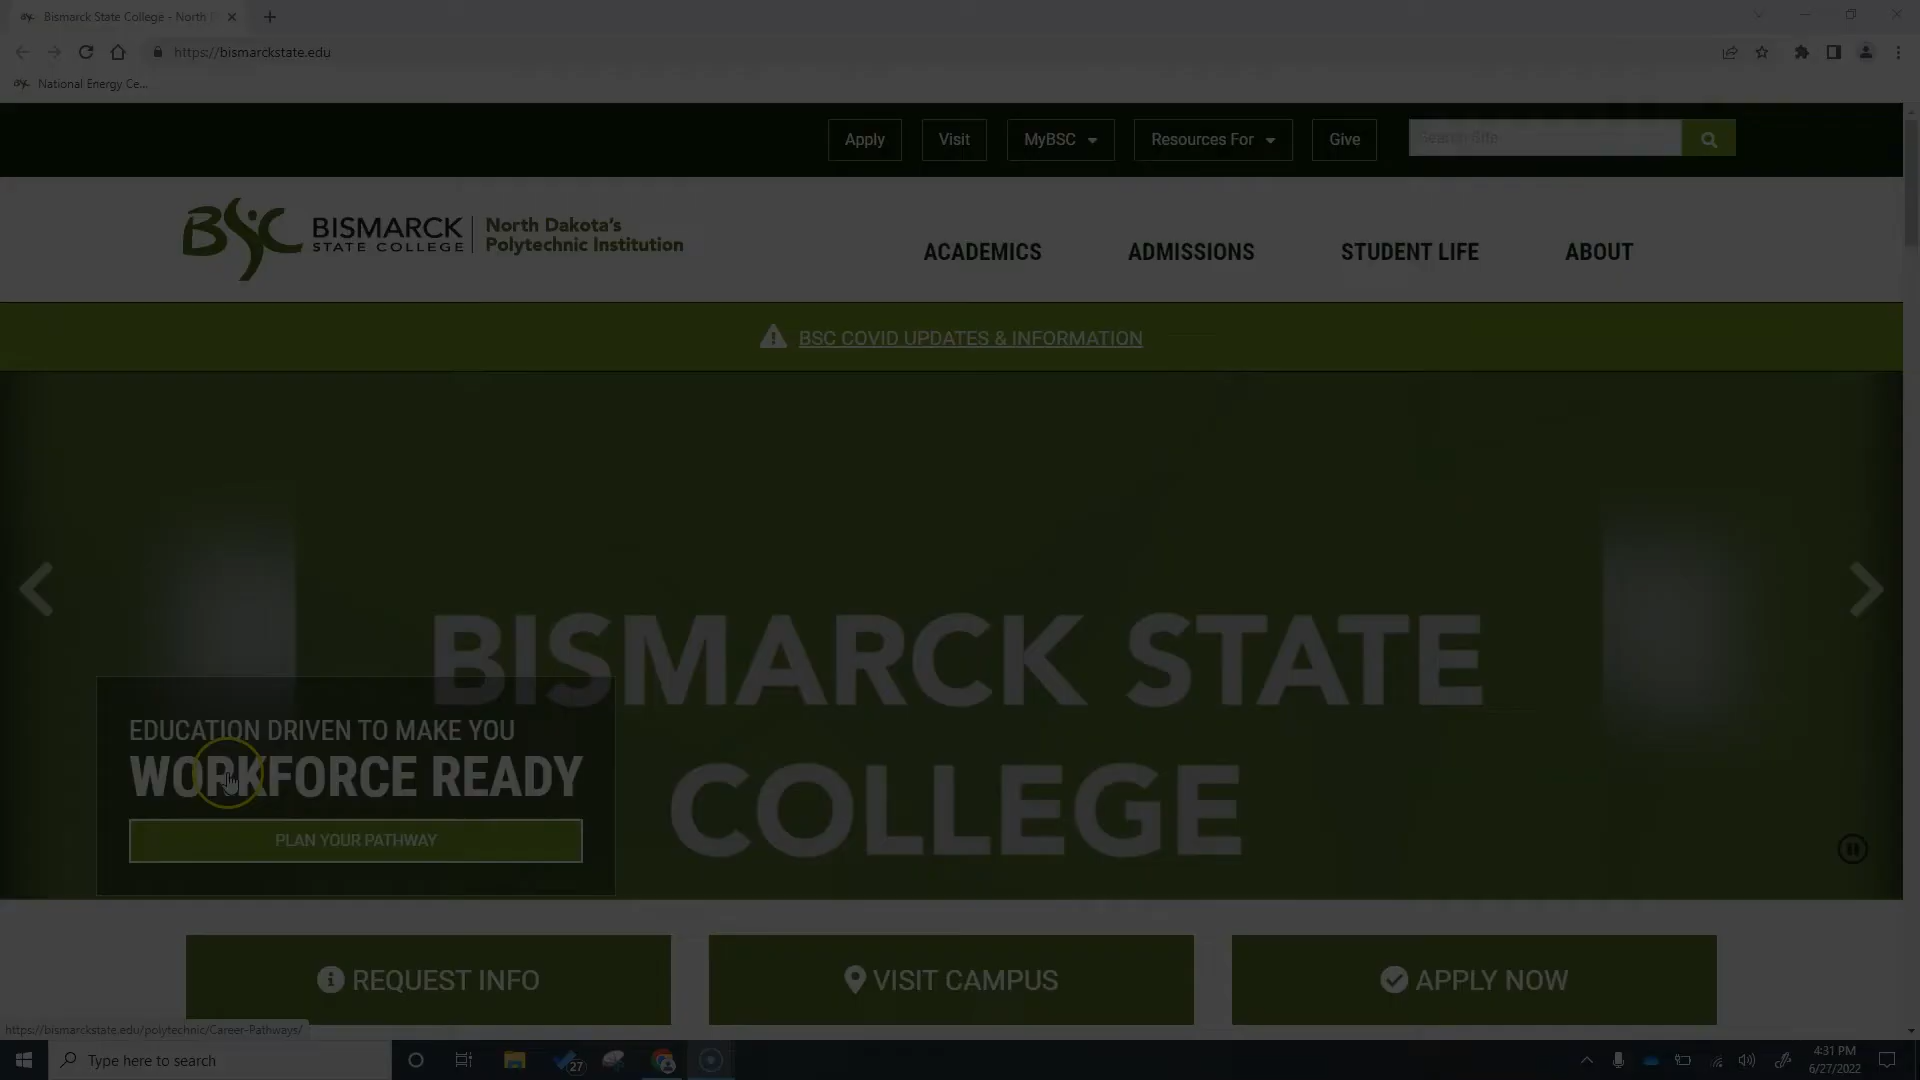 Bismarck State College - North
https://bismarckstate.edu
National Energy Ce...
Apply
Visit
MyBSC
Resources For
Give
Search Site
BSC
BISMARCK
STATE COLLEGE
North Dakota's
Polytechnic Institution
ACADEMICS
ADMISSIONS
STUDENT LIFE
ABOUT
BSC COVID UPDATES & INFORMATION
BISMARCK STATE
COLLEGE
EDUCATION DRIVEN TO MAKE YOU
WORKFORCE READY
PLAN YOUR PATHWAY
REQUEST INFO
VISIT CAMPUS
APPLY NOW
https://bismarckstate.edu/polytechnic/Career-Pathways/
Type here to search
27
4:31 PM
6/27/2022